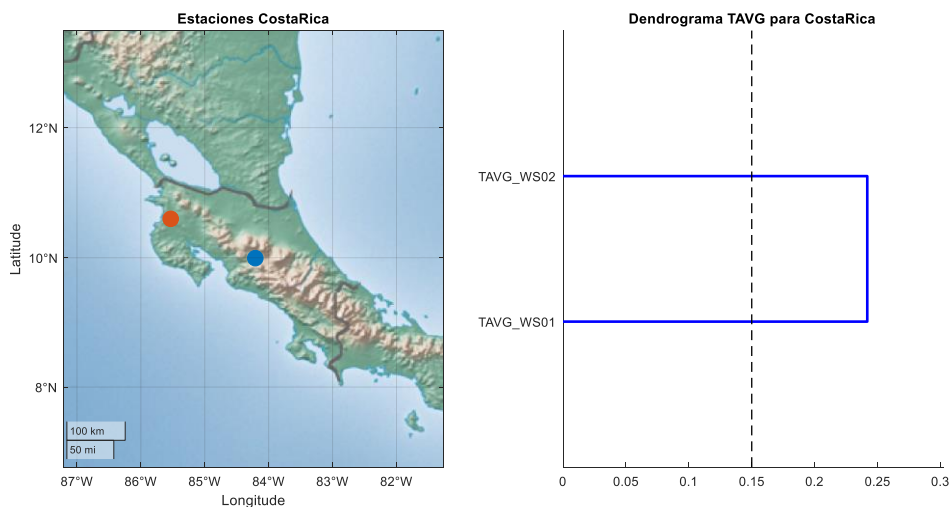 Estaciones CostaRica
12°N
10°N
8°N
Latitude
100 km
50 mi
87°W 86°W 85°W 84°W 83°W 82°W
Longitude
Dendrograma TAVG para CostaRica
TAVG_WS02
TAVG_WS01
0 0.05 0.1 0.15 0.2 0.25 0.3